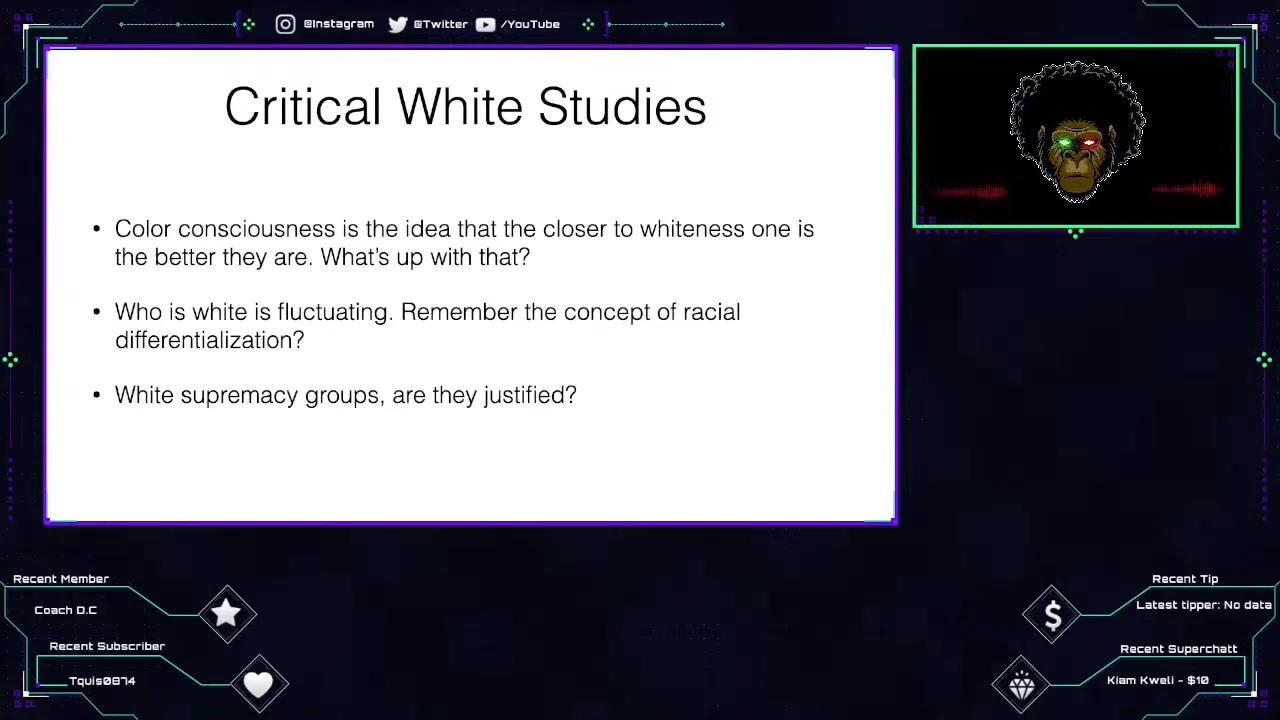 @Instagram @Twitter /YouTube
Critical White Studies
• Color consciousness is the idea that the closer to whiteness one is
the better they are. What's up with that?
• Who is white is fluctuating. Remember the concept of racial
differentialization?
• White supremacy groups, are they justified?
Recent Member
Coach D.C
Recent Subscriber
Tquis0874
Recent Tip
Latest tipper: No data
Recent Superchatt
Kiam Kweli - $10